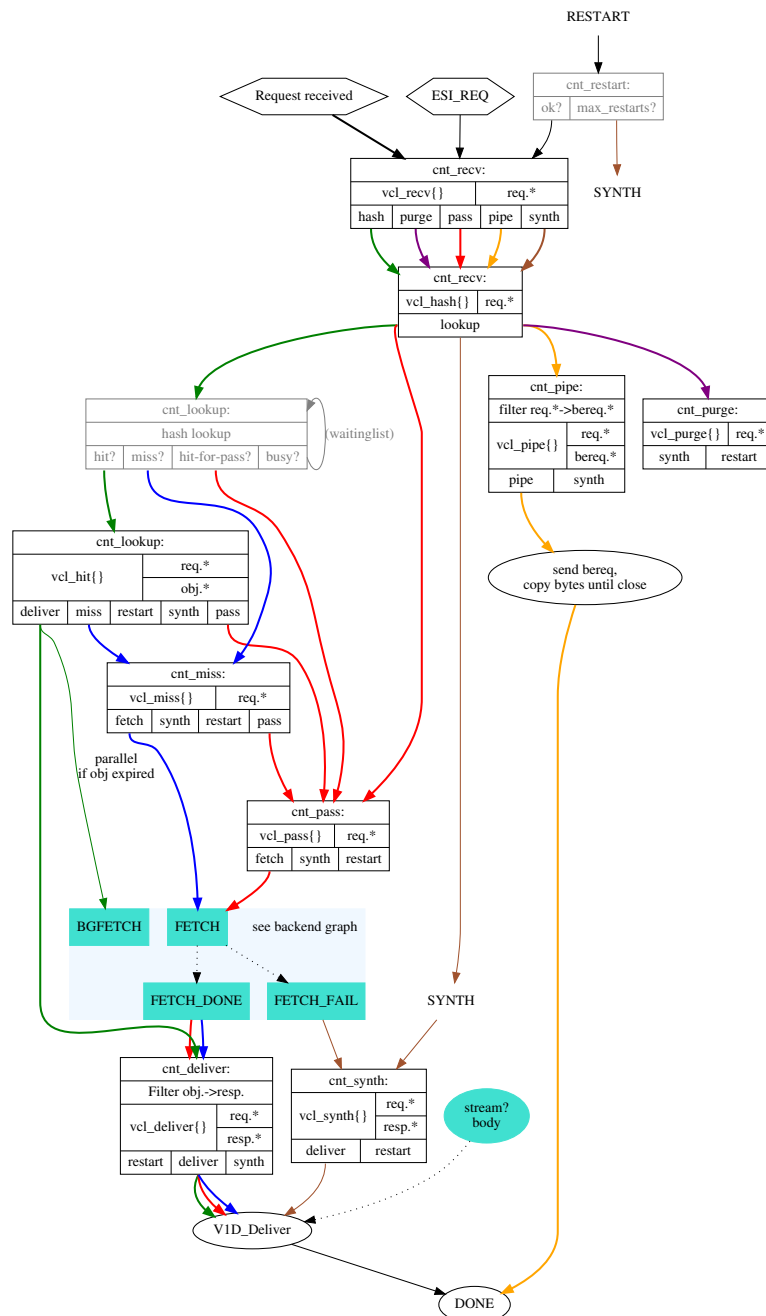 RESTART
cnt_restart:
ok? max_restarts?
Request received
ESI_REQ
SYNTH
cnt_recv:
vcl_recv{} req.*
hash purge pass pipe synth
cnt_recv:
vcl_hash{} req.*
lookup
cnt_lookup:
hash lookup
hit? miss? hit-for-pass? busy?
(waitinglist)
cnt_pipe:
filter req.*->bereq.*
vcl_pipe{}
req.*
bereq.*
pipe synth
cnt_purge:
vcl_purge{} req.*
synth restart
cnt_lookup:
vcl_hit{}
req.*
obj.*
deliver miss restart synth pass
send bereq,
copy bytes until close
cnt_miss:
vcl_miss{} req.*
fetch synth restart pass
parallel
if obj expired
cnt_pass:
vcl_pass{} req.*
fetch synth restart
BGFETCH
FETCH
see backend graph
FETCH_DONE
FETCH_FAIL
SYNTH
cnt_deliver:
Filter obj.->resp.
vcl_deliver{}
req.*
resp.*
restart deliver synth
cnt_synth:
vcl_synth{}
req.*
resp.*
deliver restart
stream?
body
V1D_Deliver
DONE